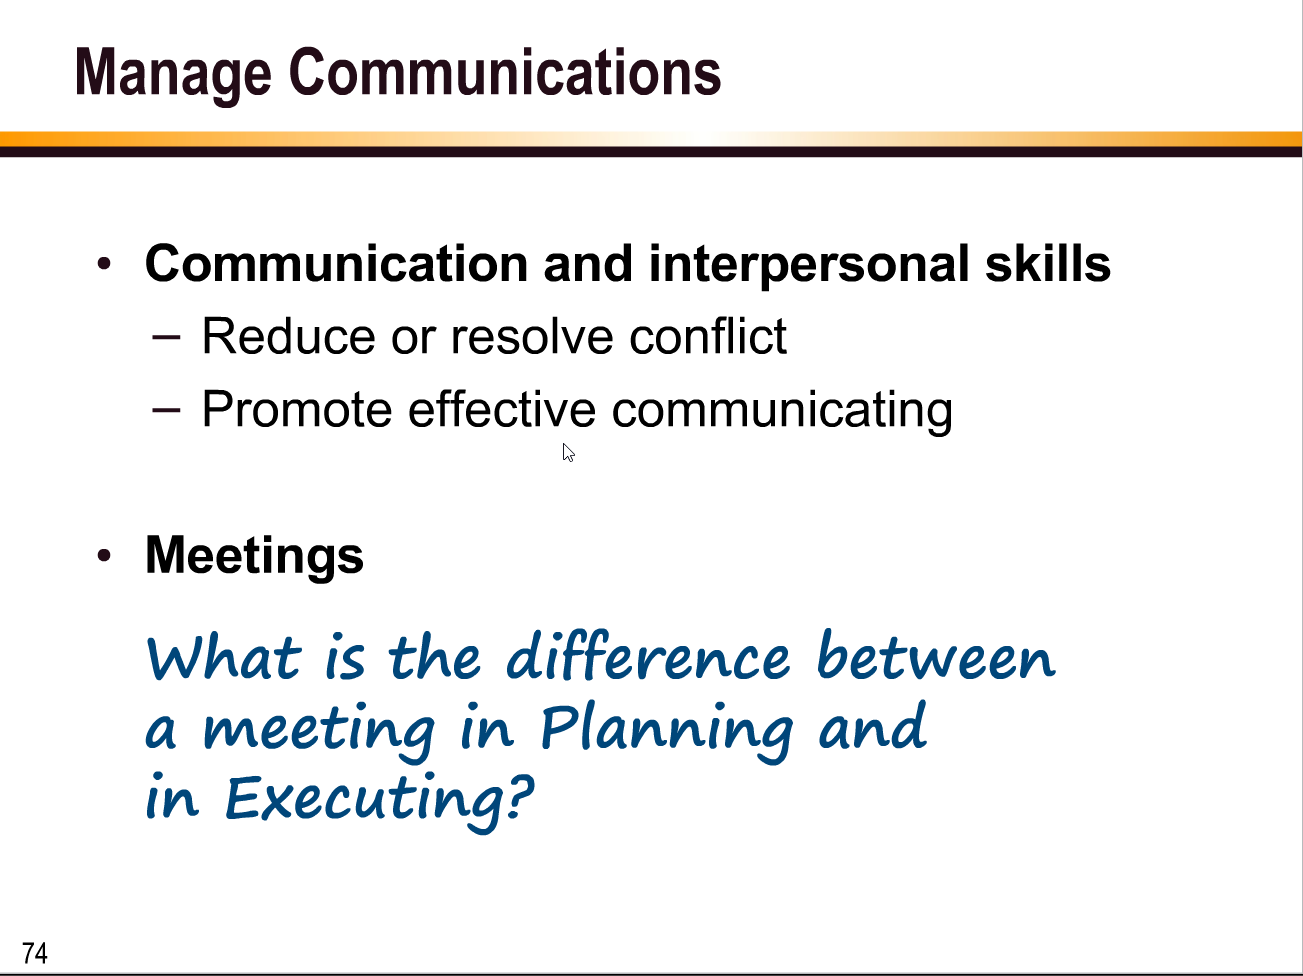 Manage Communications
• Communication and interpersonal skills
– Reduce or resolve conflict
– Promote effective communicating
• Meetings
What is the difference between
a meeting in Planning and
in Executing?
74